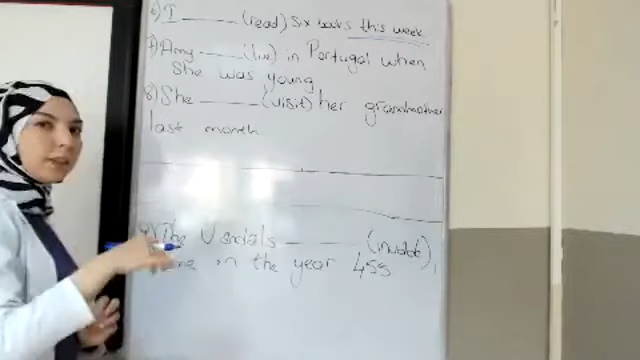 6) I ______ (read) six books this week.
7) Amy ______ (live) in Portugal when
she was young
8) She ______ (visit) her grandmother
last month
9) The Vandals ______ (invade)
in the year 455